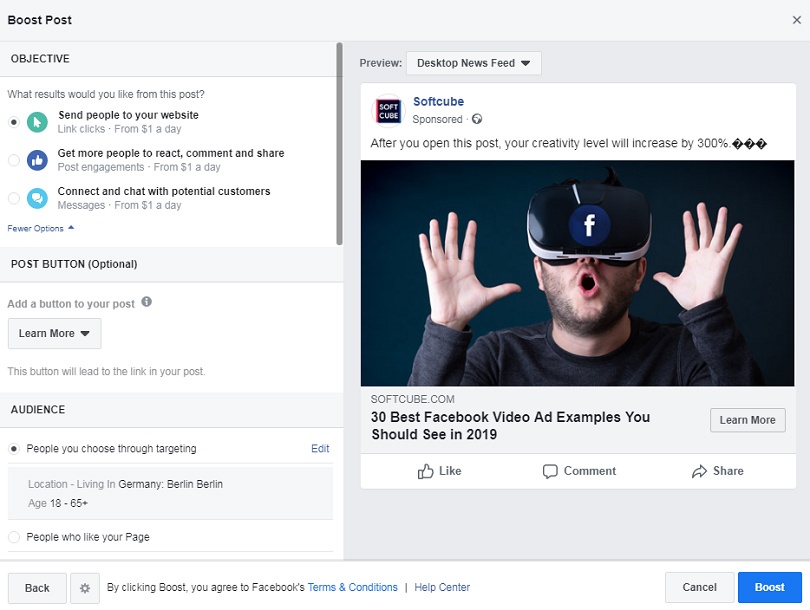 Boost Post
OBJECTIVE
What results would you like from this post?
Send people to your website
Link clicks · From $1 a day
Get more people to react, comment and share
Post engagements · From $1 a day
Connect and chat with potential customers
Messages · From $1 a day
Fewer Options
POST BUTTON (Optional)
Add a button to your post
Learn More
This button will lead to the link in your post.
AUDIENCE
People you choose through targeting
Edit
Location - Living In Germany: Berlin Berlin
Age 18 - 65+
People who like your Page
Preview:
Desktop News Feed
SOFT
CUBE
Softcube
Sponsored ·
After you open this post, your creativity level will increase by 300%.���
f
SOFTCUBE.COM
30 Best Facebook Video Ad Examples You
Should See in 2019
Learn More
Like
Comment
Share
Back
By clicking Boost, you agree to Facebook's Terms & Conditions | Help Center
Cancel
Boost